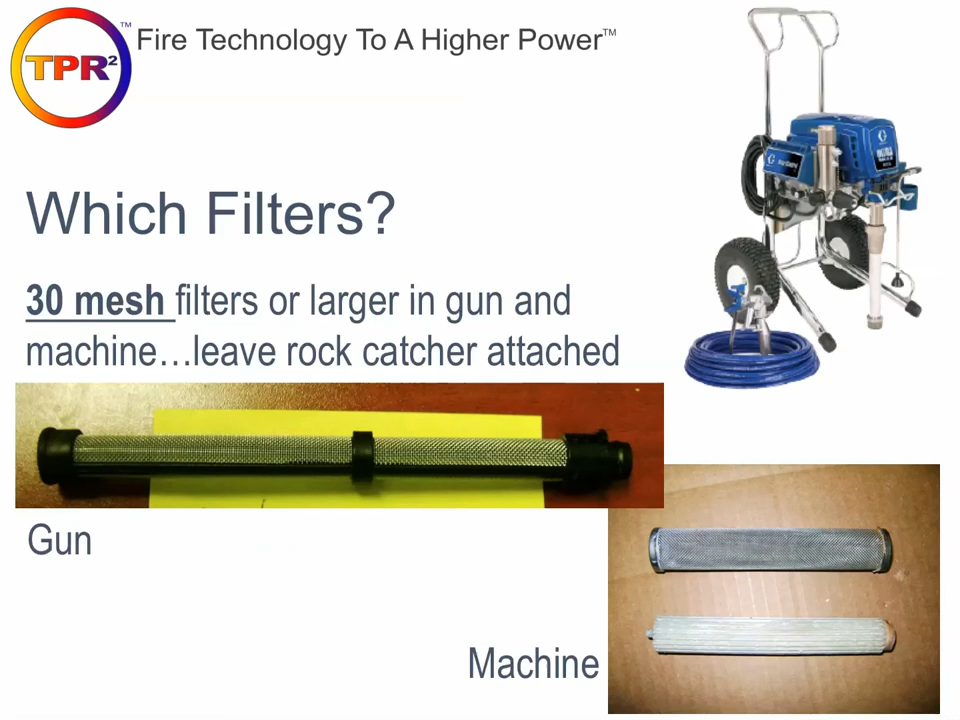 TPR²™
Fire Technology To A Higher Power™
Which Filters?
30 mesh filters or larger in gun and
machine…leave rock catcher attached
Gun
Machine